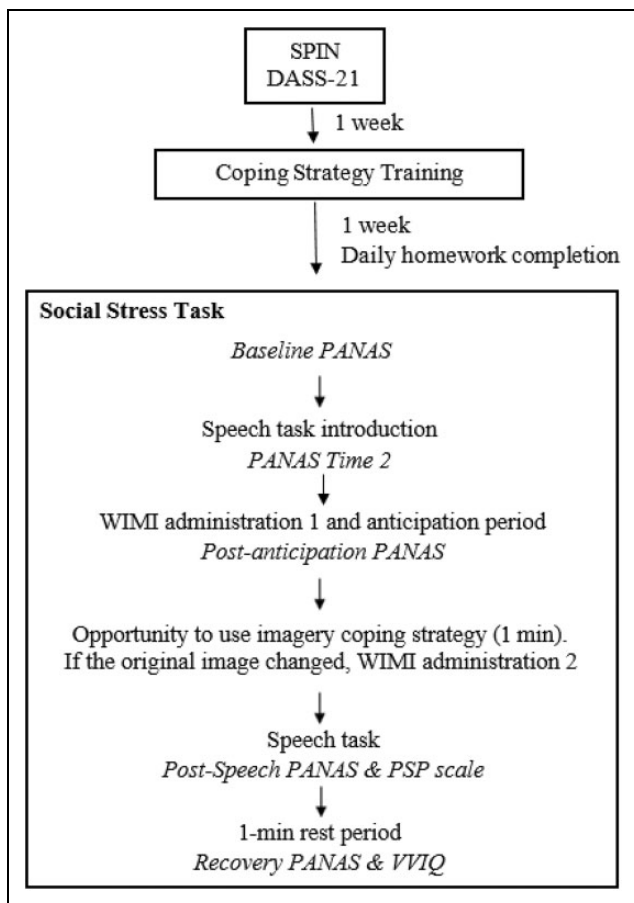 SPIN
DASS-21
1 week
Coping Strategy Training
1 week
Daily homework completion
Social Stress Task
Baseline PANAS
Speech task introduction
PANAS Time 2
WIMI administration 1 and anticipation period
Post-anticipation PANAS
Opportunity to use imagery coping strategy (1 min).
If the original image changed, WIMI administration 2
Speech task
Post-Speech PANAS & PSP scale
1-min rest period
Recovery PANAS & VVIQ